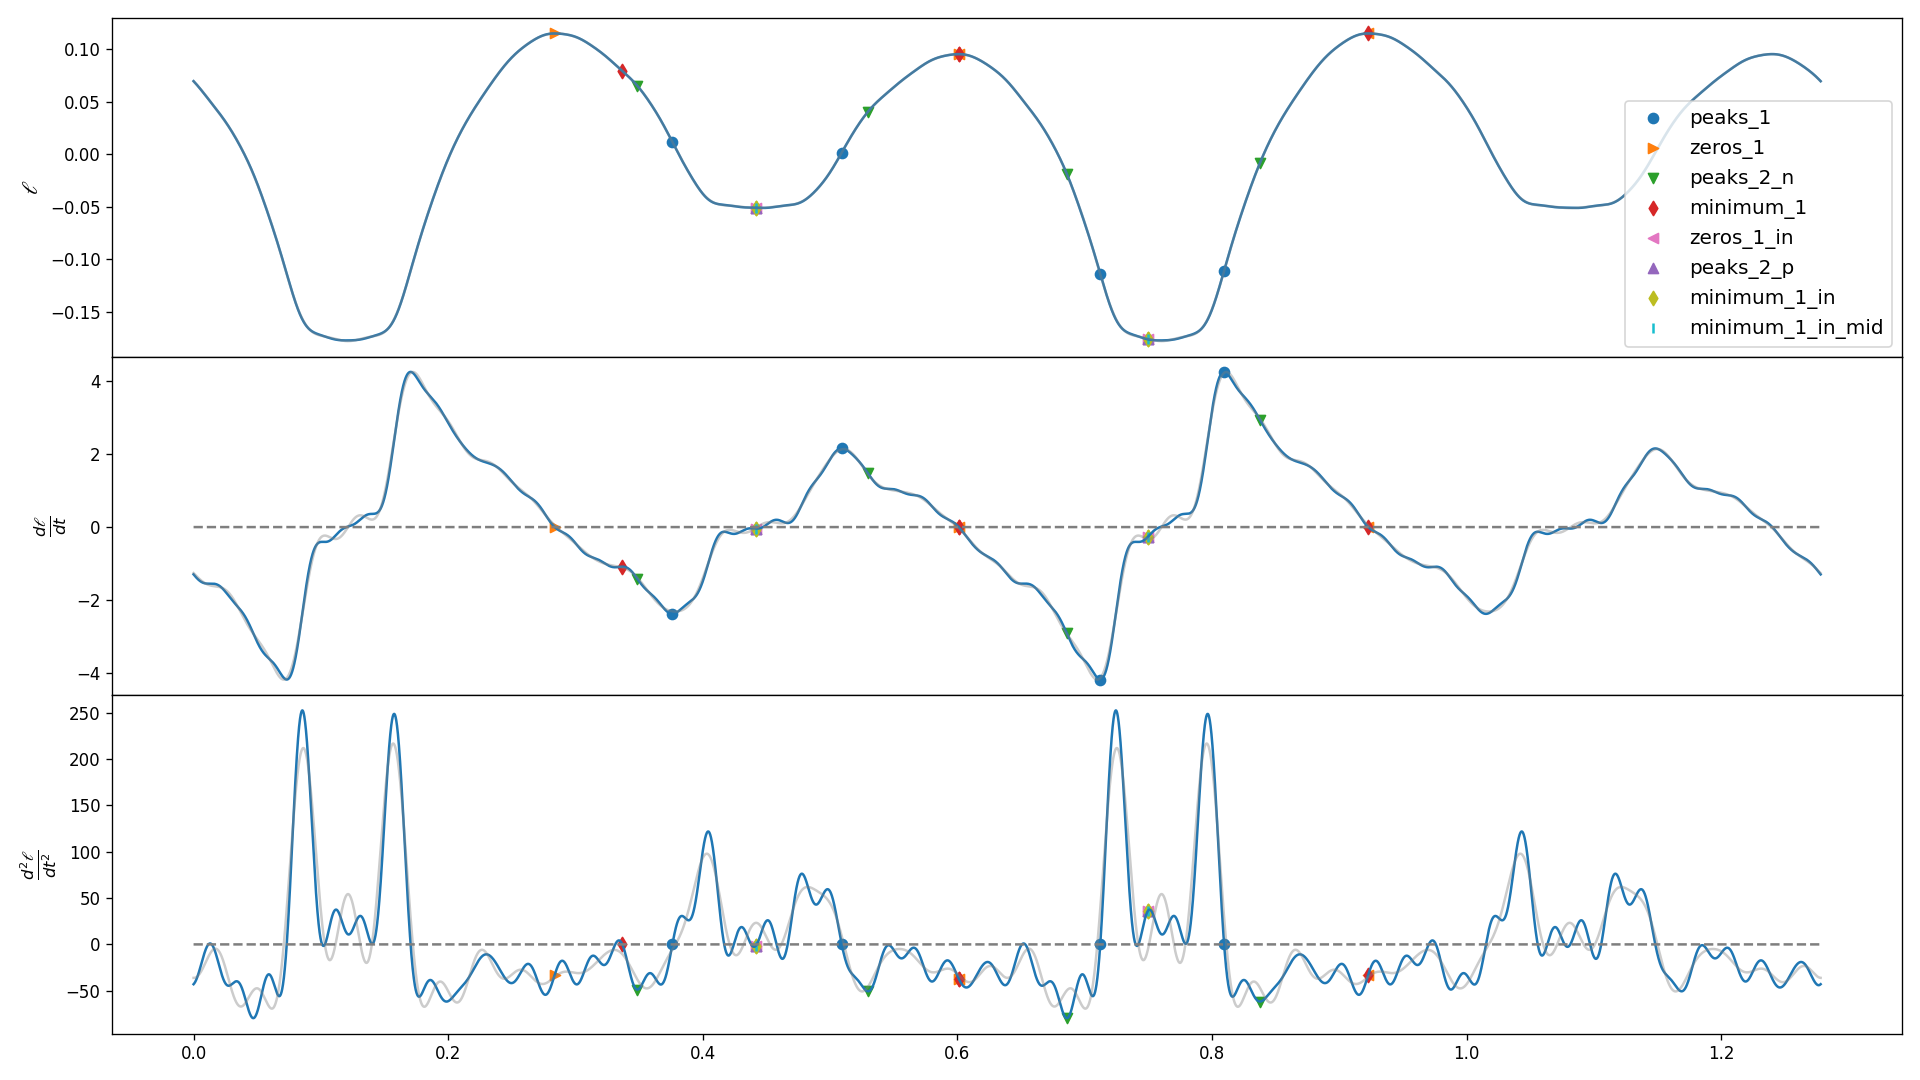 0.10
0.05
0.00
−0.05
−0.10
−0.15
ℓ
peaks_1
zeros_1
peaks_2_n
minimum_1
zeros_1_in
peaks_2_p
minimum_1_in
minimum_1_in_mid
4
2
0
−2
−4
dℓ
dt
250
200
150
100
50
0
−50
d²ℓ
dt²
0.0 0.2 0.4 0.6 0.8 1.0 1.2